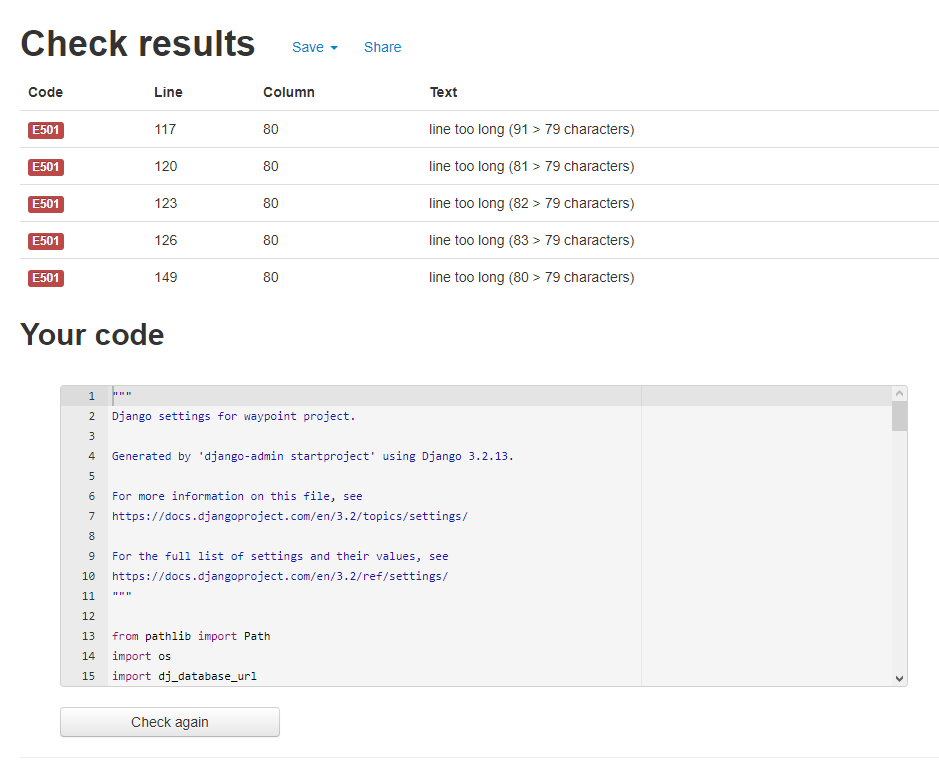 Check results Save Share
Code Line Column Text
E501 117 80 line too long (91 > 79 characters)
E501 120 80 line too long (81 > 79 characters)
E501 123 80 line too long (82 > 79 characters)
E501 126 80 line too long (83 > 79 characters)
E501 149 80 line too long (80 > 79 characters)
Your code
1 """
2 Django settings for waypoint project.
3
4 Generated by 'django-admin startproject' using Django 3.2.13.
5
6 For more information on this file, see
7 https://docs.djangoproject.com/en/3.2/topics/settings/
8
9 For the full list of settings and their values, see
10 https://docs.djangoproject.com/en/3.2/ref/settings/
11 """
12
13 from pathlib import Path
14 import os
15 import dj_database_url
Check again